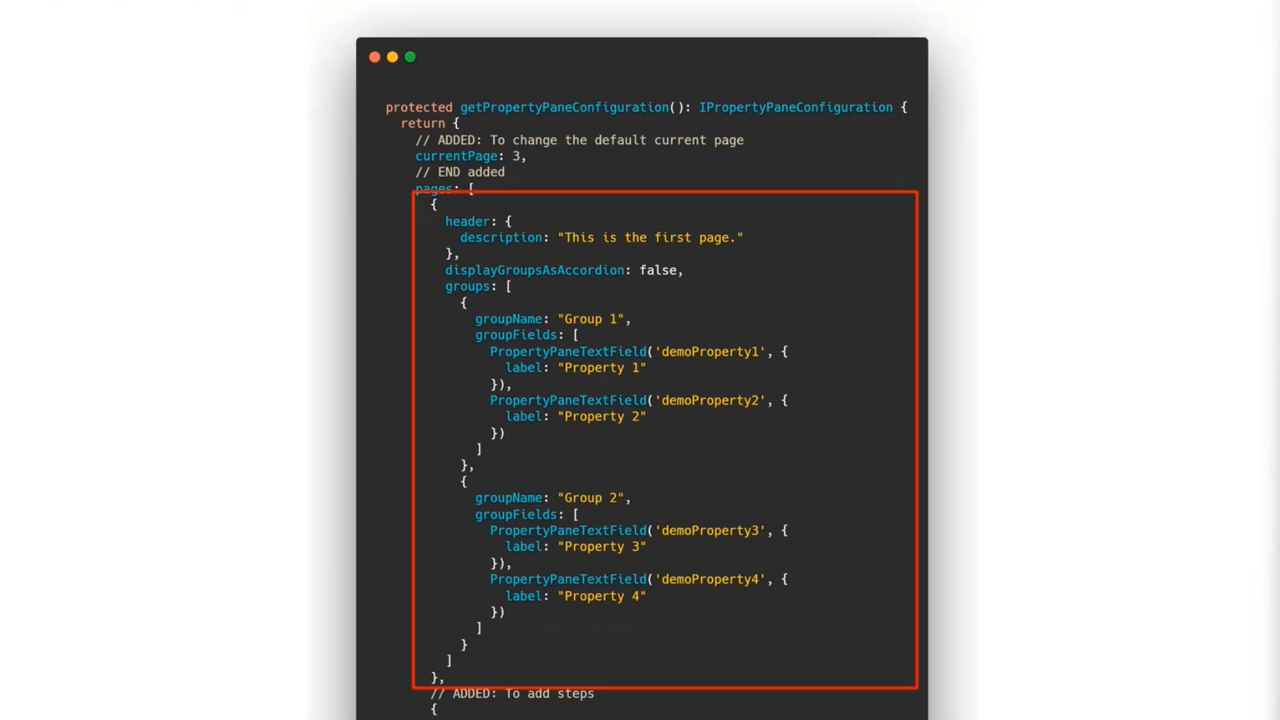 protected getPropertyPaneConfiguration(): IPropertyPaneConfiguration {
return {
// ADDED: To change the default current page
currentPage: 3,
// END added
pages: [
{
header: {
description: "This is the first page."
},
displayGroupsAsAccordion: false,
groups: [
{
groupName: "Group 1",
groupFields: [
PropertyPaneTextField('demoProperty1', {
label: "Property 1"
}),
PropertyPaneTextField('demoProperty2', {
label: "Property 2"
})
]
},
{
groupName: "Group 2",
groupFields: [
PropertyPaneTextField('demoProperty3', {
label: "Property 3"
}),
PropertyPaneTextField('demoProperty4', {
label: "Property 4"
})
]
}
]
},
// ADDED: To add steps
{